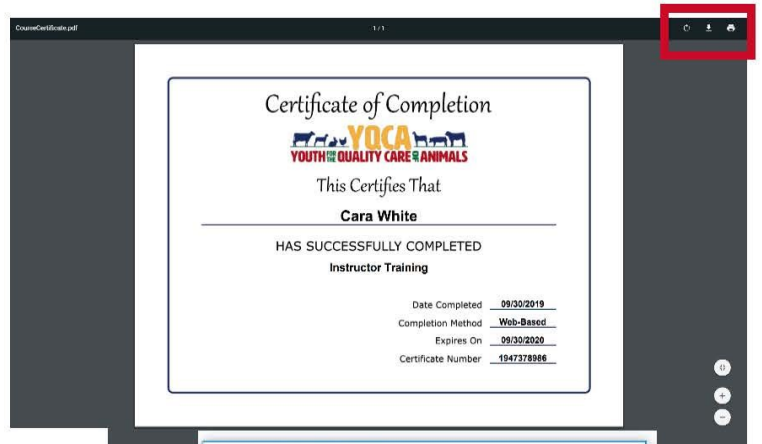 CourseCertificate.pdf
1 / 1
Certificate of Completion
YQCA
YOUTH FOR THE QUALITY CARE OF ANIMALS
This Certifies That
Cara White
HAS SUCCESSFULLY COMPLETED
Instructor Training
Date Completed 09/30/2019
Completion Method Web-Based
Expires On 09/30/2020
Certificate Number 1947378986